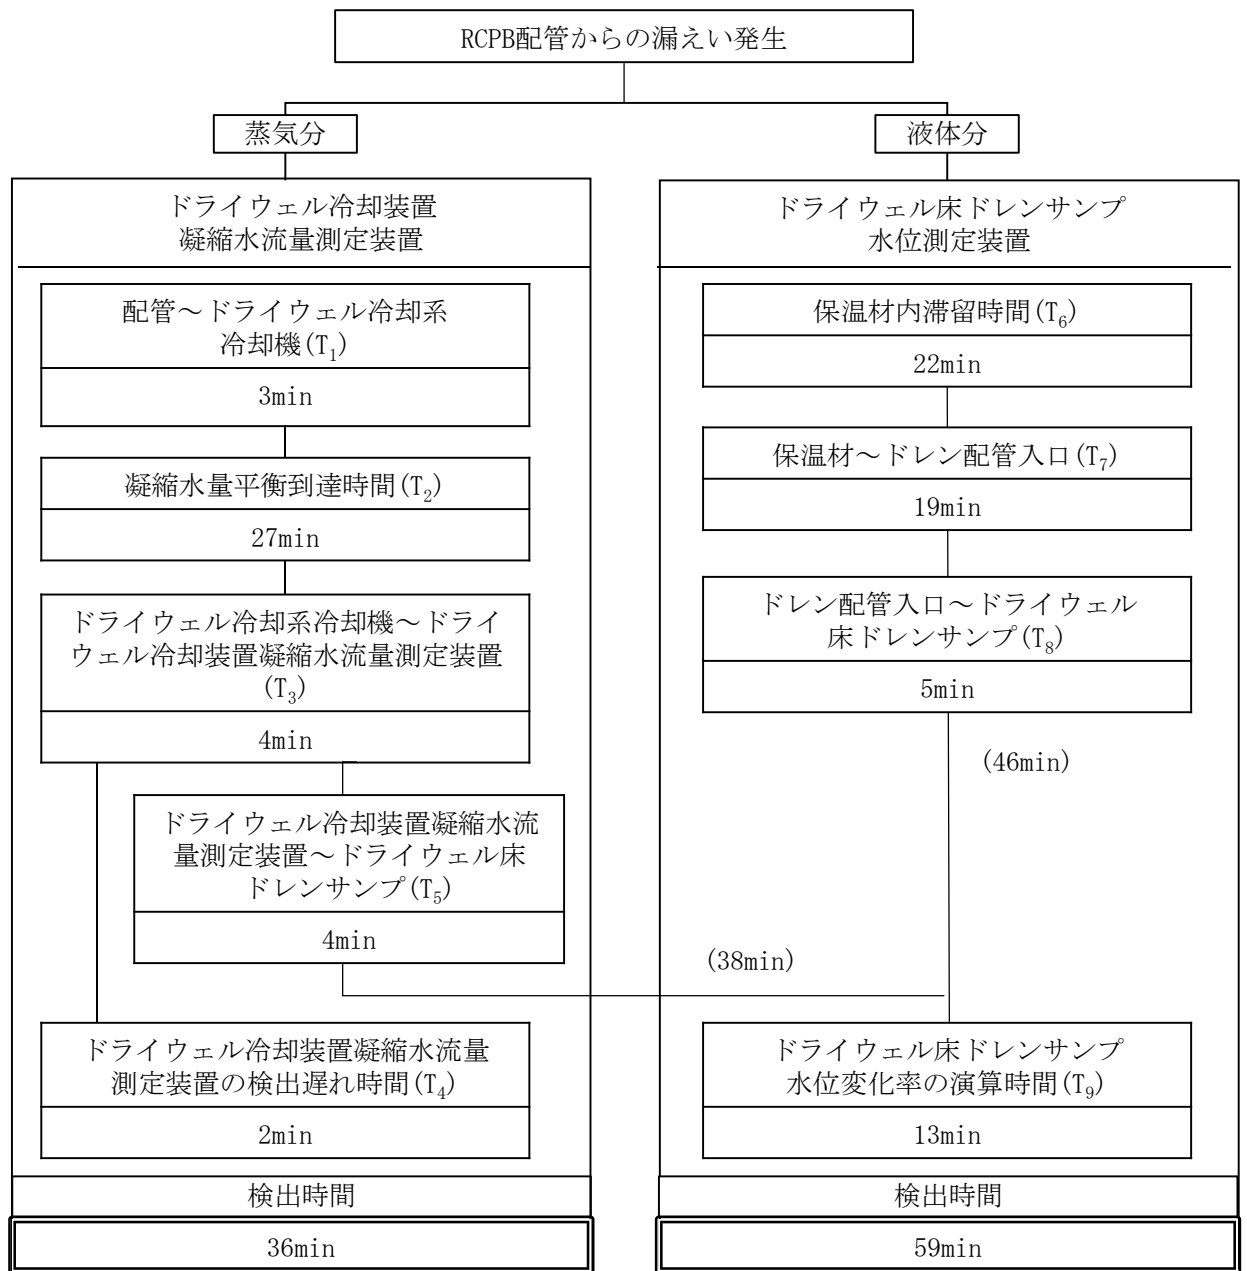 RCPB配管からの漏えい発生
蒸気分
液体分
ドライウェル冷却装置
凝縮水流量測定装置
配管～ドライウェル冷却系
冷却機(T₁)
3min
凝縮水量平衡到達時間(T₂)
27min
ドライウェル冷却系冷却機～ドライ
ウェル冷却装置凝縮水流量測定装置
(T₃)
4min
ドライウェル冷却装置凝縮水流
量測定装置～ドライウェル床
ドレンサンプ(T₅)
4min
(38min)
ドライウェル冷却装置凝縮水流量
測定装置の検出遅れ時間(T₄)
2min
検出時間
36min
ドライウェル床ドレンサンプ
水位測定装置
保温材内滞留時間(T₆)
22min
保温材～ドレン配管入口(T₇)
19min
ドレン配管入口～ドライウェル
床ドレンサンプ(T₈)
5min
(46min)
ドライウェル床ドレンサンプ
水位変化率の演算時間(T₉)
13min
検出時間
59min